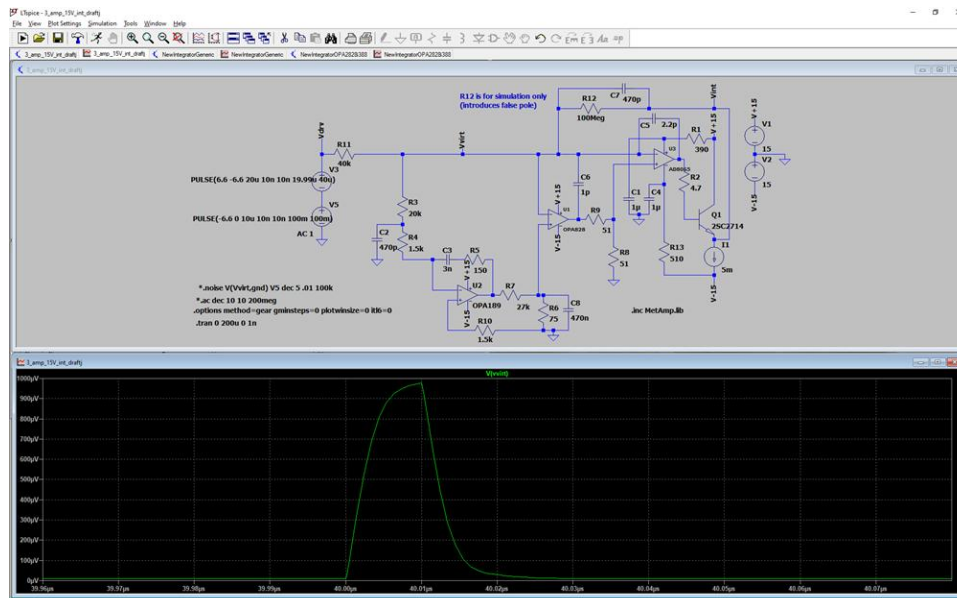 LTspice - 3_amp_15V_int_draftj
File View Plot Settings Simulation Tools Window Help
3_amp_15V_int_draftj 3_amp_15V_int_draftj NewIntegratorGeneric NewIntegratorGeneric NewIntegratorOPA2828388 NewIntegratorOPA2828388
3_amp_15V_int_draftj
R12 is for simulation only
(introduces false pole)
C7
470p
R12
100Meg
Vint
V+15
V1
15
V2
15
V-15
C5
2.2p
R1
390
V+15
Vdrv
R11
40k
Vvirt
V3
PULSE(6.6 -6.6 20u 10n 10n 19.99u 40u)
V5
PULSE(-6.6 0 10u 10n 10n 100m 100m)
AC 1
R3
20k
C2
470p
R4
1.5k
C3
3n
R5
150
V+15
U2
OPA189
V-15
R10
1.5k
R7
27k
R6
75
C8
470n
V+15
U1
OPA828
V-15
C6
1p
R9
51
R8
51
U3
C1
1p
C4
1p
R2
4.7
Q1
2SC2714
R13
510
I1
5m
V-15
*.noise V(Vvirt,gnd) V5 dec 5 .01 100k
*.ac dec 10 10 200meg
.options method=gear gminsteps=0 plotwinsize=0 itl6=0
.tran 0 200u 0 1n
.inc MetAmp.lib
3_amp_15V_int_draftj
V(vvirt)
1000µV
900µV
800µV
700µV
600µV
500µV
400µV
300µV
200µV
100µV
0µV
39.96µs 39.97µs 39.98µs 39.99µs 40.00µs 40.01µs 40.02µs 40.03µs 40.04µs 40.05µs 40.06µs 40.07µs